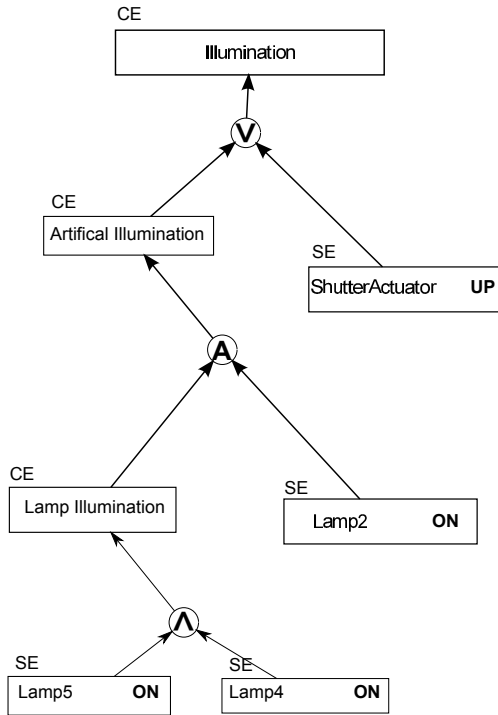 CE
Illumination
V
CE
Artifical Illumination
SE
ShutterActuator UP
A
CE
Lamp Illumination
SE
Lamp2 ON
Λ
SE
Lamp5 ON
SE
Lamp4 ON